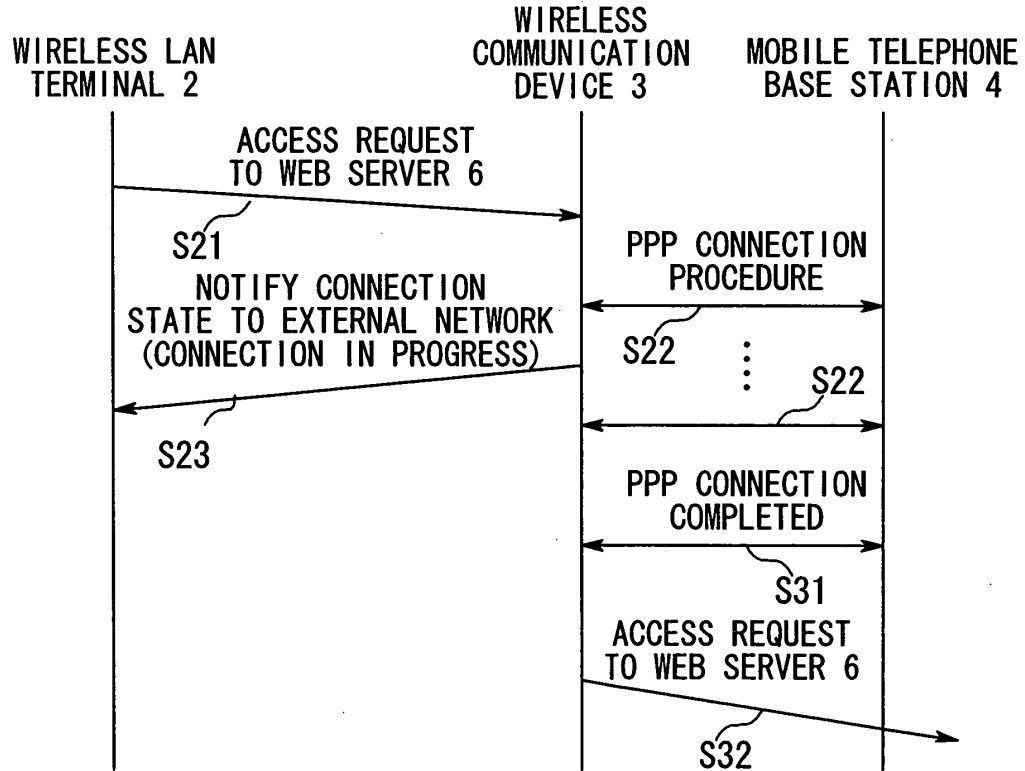 WIRELESS LAN
TERMINAL 2
WIRELESS
COMMUNICATION
DEVICE 3
MOBILE TELEPHONE
BASE STATION 4
ACCESS REQUEST
TO WEB SERVER 6
S21
PPP CONNECTION
PROCEDURE
S22
NOTIFY CONNECTION
STATE TO EXTERNAL NETWORK
(CONNECTION IN PROGRESS)
S23
S22
PPP CONNECTION
COMPLETED
S31
ACCESS REQUEST
TO WEB SERVER 6
S32